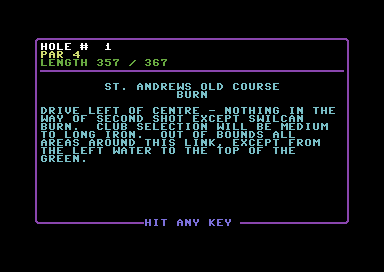 HOLE # 1
PAR 4
LENGTH 357 / 367
ST. ANDREWS OLD COURSE
BURN
DRIVE LEFT OF CENTRE - NOTHING IN THE
WAY OF SECOND SHOT EXCEPT SWILCAN
BURN. CLUB SELECTION WILL BE MEDIUM
TO LONG IRON. OUT OF BOUNDS ALL
AREAS AROUND THIS LINK, EXCEPT FROM
THE LEFT WATER TO THE TOP OF THE
GREEN.
HIT ANY KEY